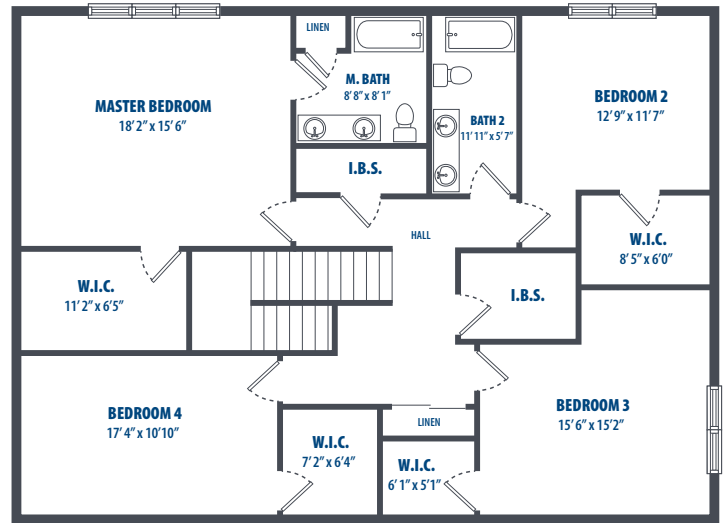 LINEN
MASTER BEDROOM
18' 2" x 15' 6"
M. BATH
8' 8" x 8' 1"
BATH 2
11' 11" x 5' 7"
BEDROOM 2
12' 9" x 11' 7"
I.B.S.
HALL
W.I.C.
8' 5" x 6'0"
W.I.C.
11' 2" x 6'5"
I.B.S.
BEDROOM 4
17' 4" x 10'10"
W.I.C.
7' 2" x 6'4"
LINEN
W.I.C.
6' 1" x 5'1"
BEDROOM 3
15' 6" x 15'2"